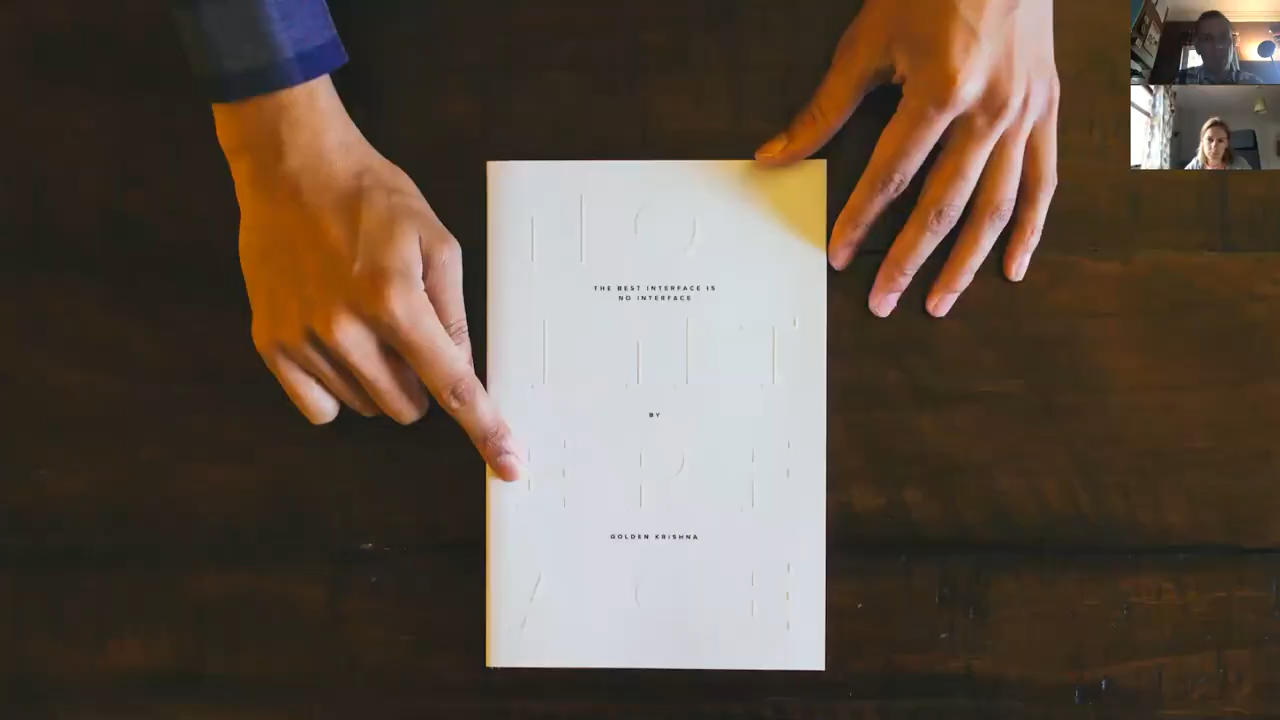 THE BEST INTERFACE IS
NO INTERFACE
BY
GOLDEN KRISHNA